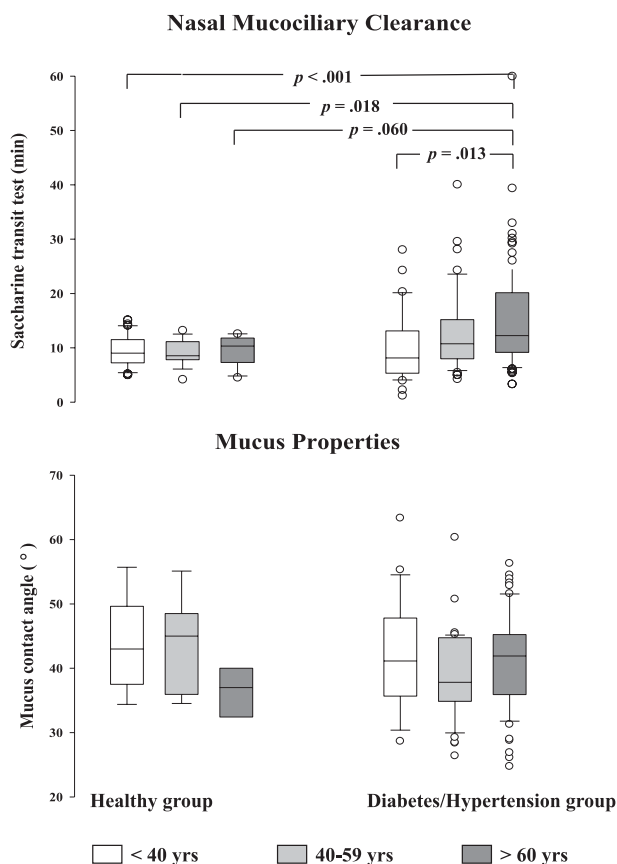 Nasal Mucociliary Clearance
Saccharine transit test (min)
60
50
40
30
20
10
0
p < .001
p = .018
p = .060
p = .013
Mucus Properties
Mucus contact angle ( ° )
70
60
50
40
30
20
Healthy group
Diabetes/Hypertension group
< 40 yrs
40-59 yrs
> 60 yrs